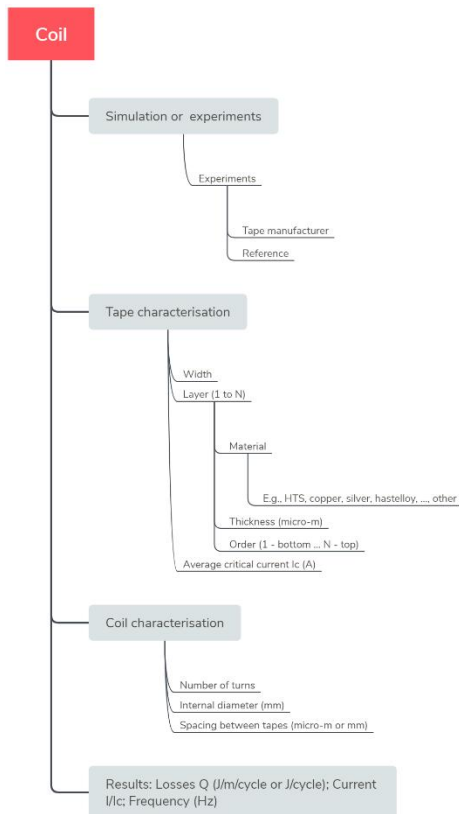 Coil
Simulation or experiments
Experiments
Tape manufacturer
Reference
Tape characterisation
Width
Layer (1 to N)
Material
E.g., HTS, copper, silver, hastelloy, ..., other
Thickness (micro-m)
Order (1 - bottom ... N - top)
Average critical current Ic (A)
Coil characterisation
Number of turns
Internal diameter (mm)
Spacing between tapes (micro-m or mm)
Results: Losses Q (J/m/cycle or J/cycle); Current
I/Ic; Frequency (Hz)